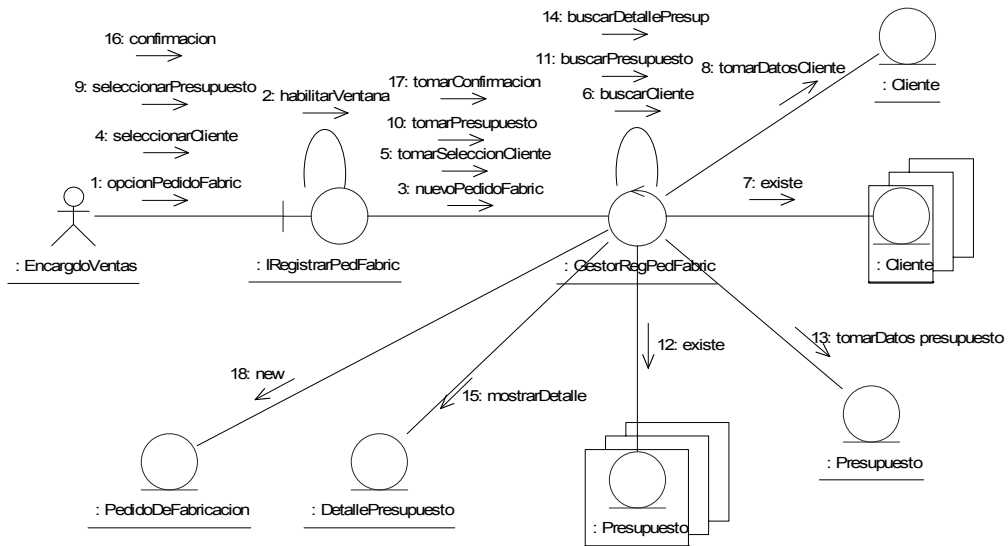 14: buscarDetallePresup
16: confirmacion
11: buscarPresupuesto
8: tomarDatosCliente
9: seleccionarPresupuesto
17: tomarConfirmacion
2: habilitarVentana
6: buscarCliente
: Cliente
10: tomarPresupuesto
4: seleccionarCliente
5: tomarSeleccionCliente
1: opcionPedidoFabric
3: nuevoPedidoFabric
7: existe
: EncargdoVentas
: IRegistrarPedFabric
: GestorRegPedFabric
: Cliente
13: tomarDatos presupuesto
12: existe
18: new
15: mostrarDetalle
: Presupuesto
: PedidoDeFabricacion
: DetallePresupuesto
: Presupuesto